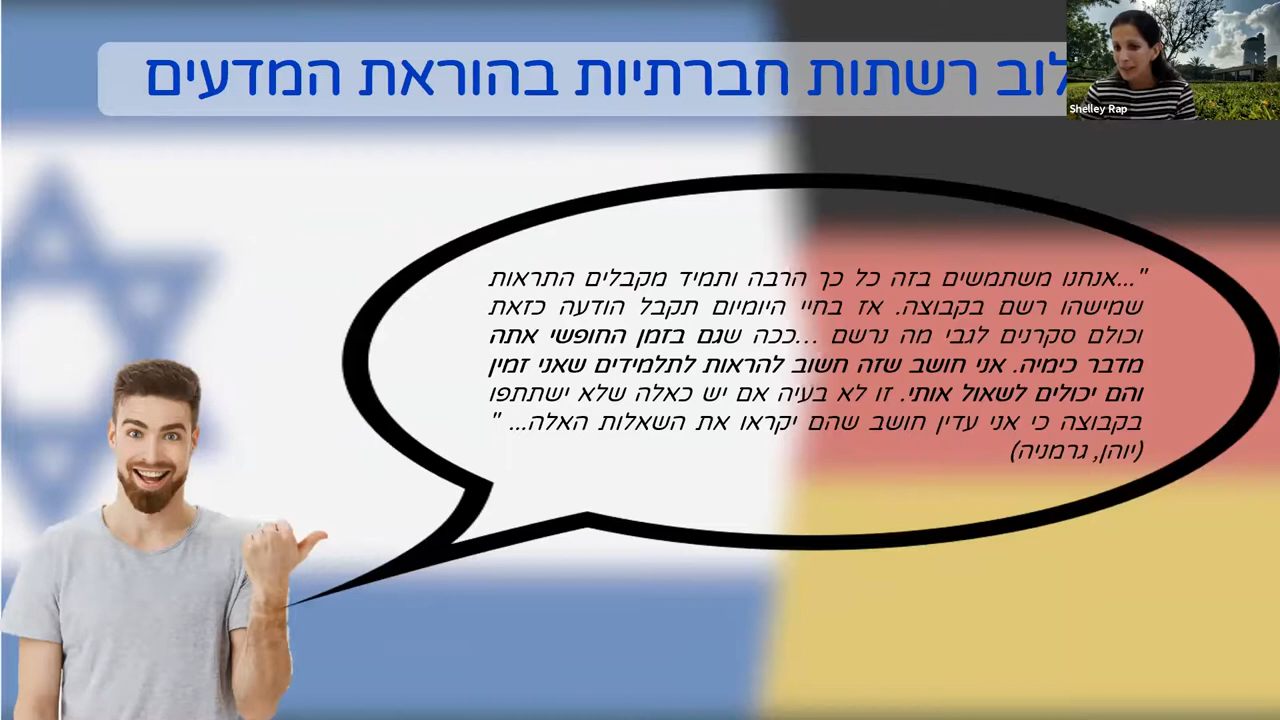 רשתות חברתיות בהוראת המדעים
Shelley Rap
"...אנחנו משתמשים בזה כל כך הרבה ותמיד מקבלים התראות
שמישהו רשם בקבוצה. אז בחיי היומיום תקבל הודעה כזאת
וכולם סקרנים לגבי מה נרשם ...ככה שגם בזמן החופשי אתה
מדבר כימיה. אני חושב שזה חשוב להראות לתלמידים שאני זמין
והם יכולים לשאול אותי. זו לא בעיה אם יש כאלה שלא ישתתפו
בקבוצה כי אני עדין חושב שהם יקראו את השאלות האלה... "
(יוהן, גרמניה)